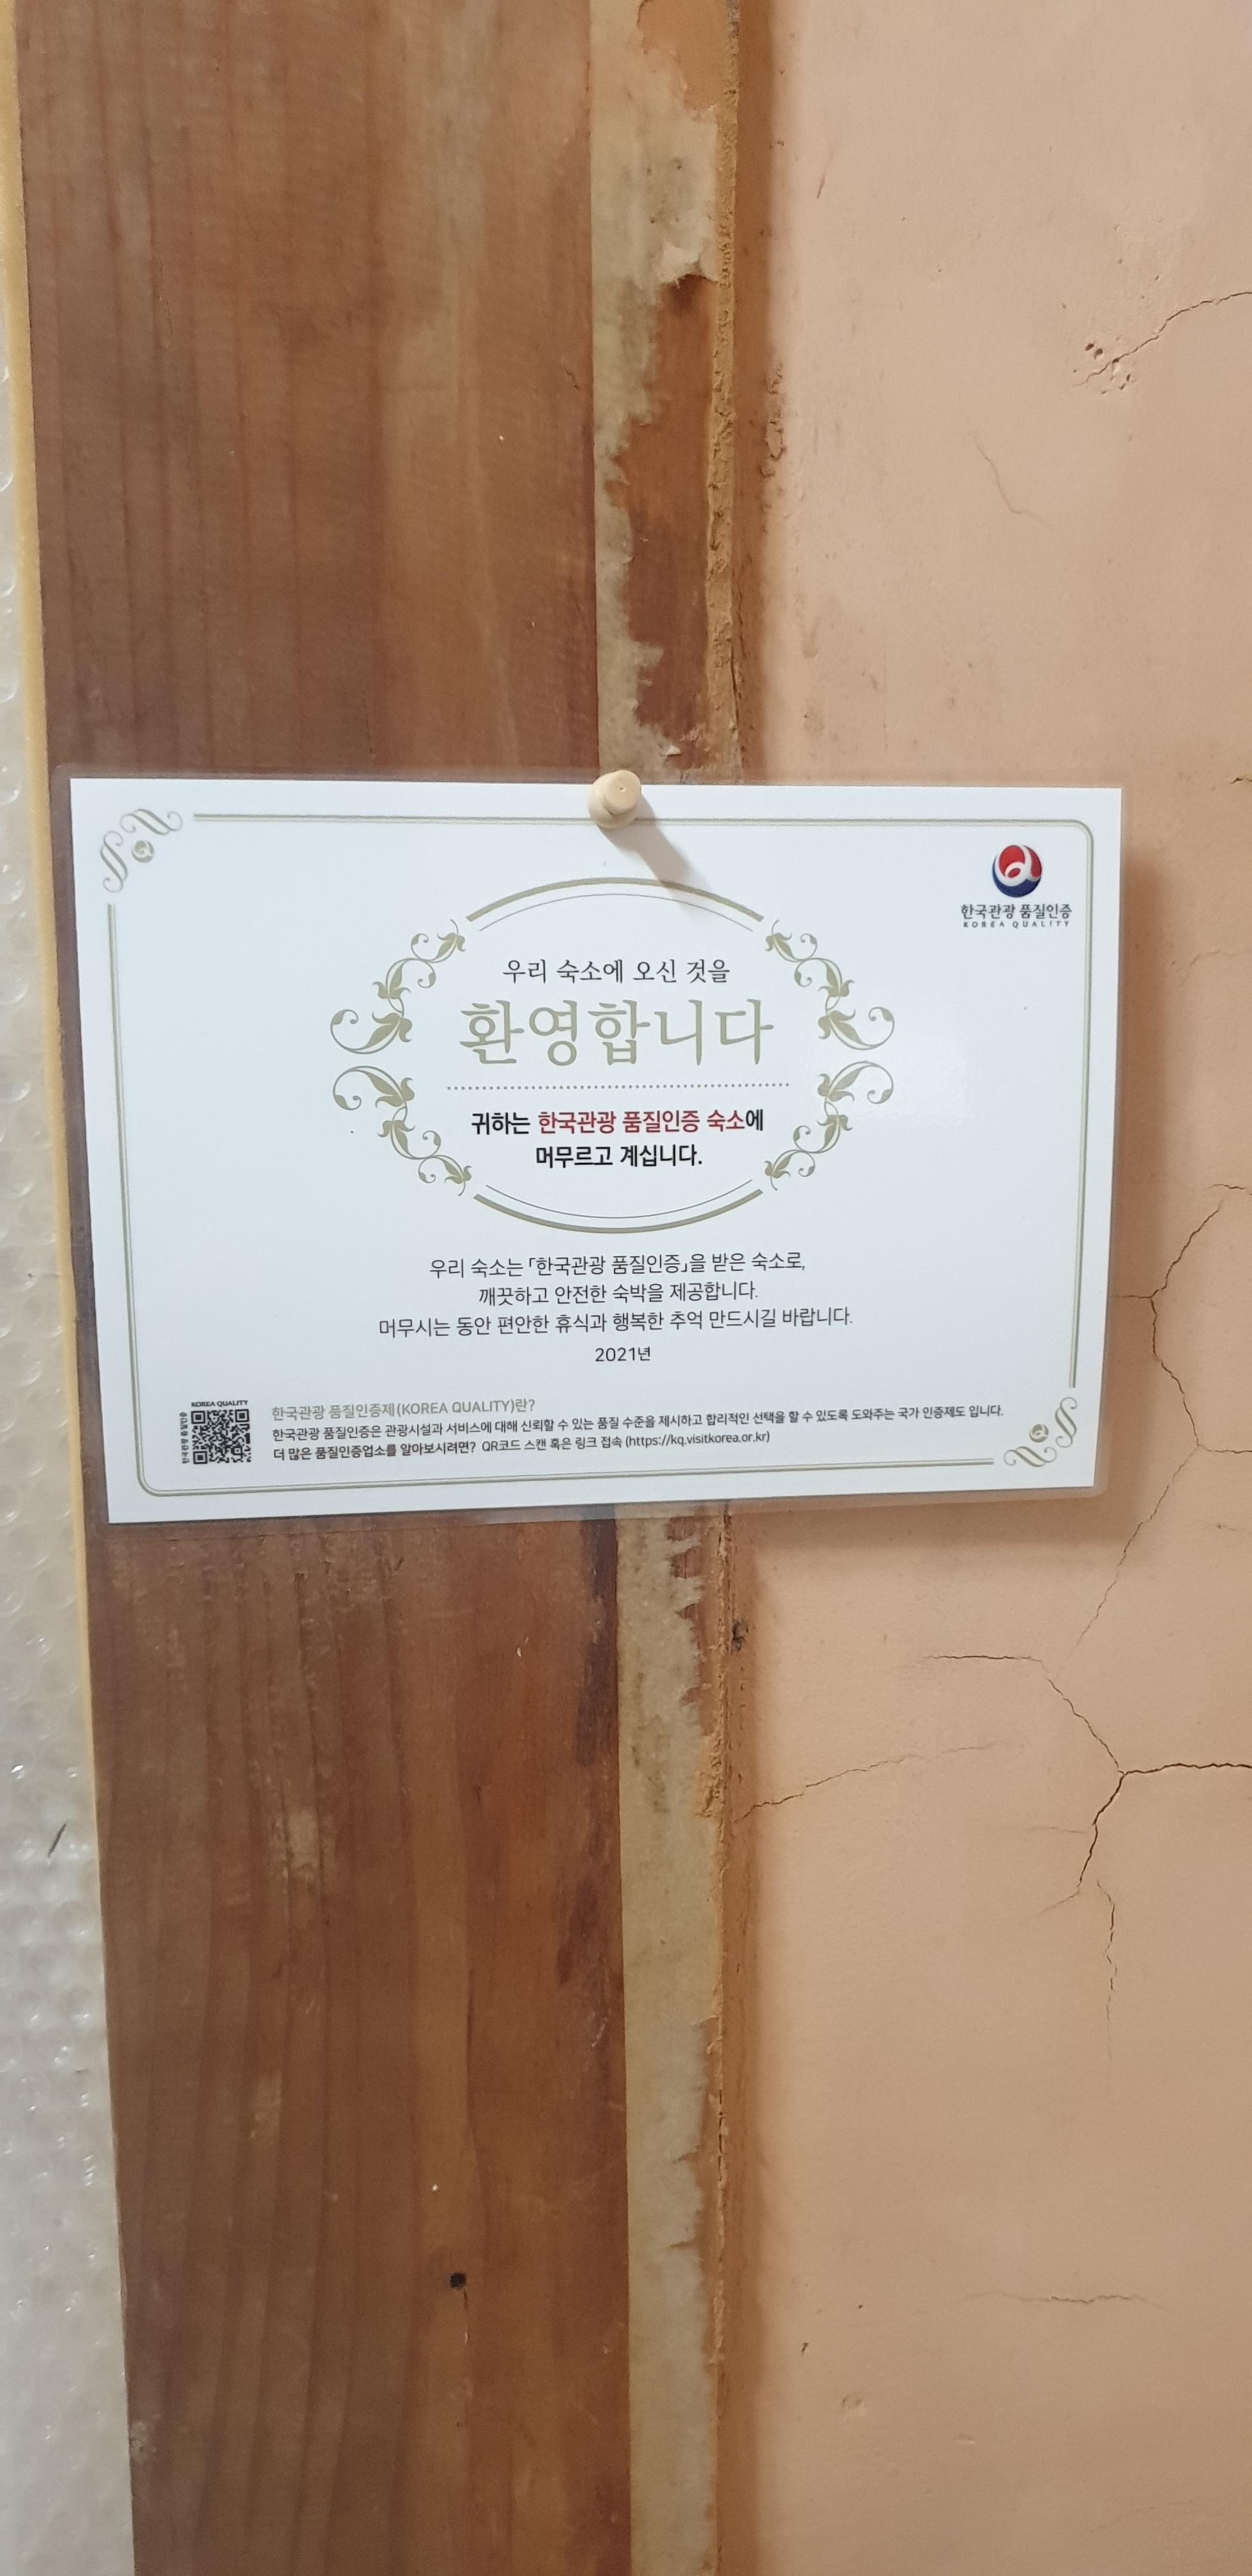 한국관광 품질인증
KOREA QUALITY
우리 숙소에 오신 것을
환영합니다
귀하는 한국관광 품질인증 숙소에
머무르고 계십니다.
우리 숙소는 「한국관광 품질인증」을 받은 숙소로,
깨끗하고 안전한 숙박을 제공합니다.
머무시는 동안 편안한 휴식과 행복한 추억 만드시길 바랍니다.
2021년
KOREA QUALITY
한국관광 품질인증
한국관광 품질인증제(KOREA QUALITY)란?
한국관광 품질인증은 관광시설과 서비스에 대해 신뢰할 수 있는 품질 수준을 제시하고 합리적인 선택을 할 수 있도록 도와주는 국가 인증제도 입니다.
더 많은 품질인증업소를 알아보시려면? QR코드 스캔 혹은 링크 접속 (https://kq.visitkorea.or.kr)